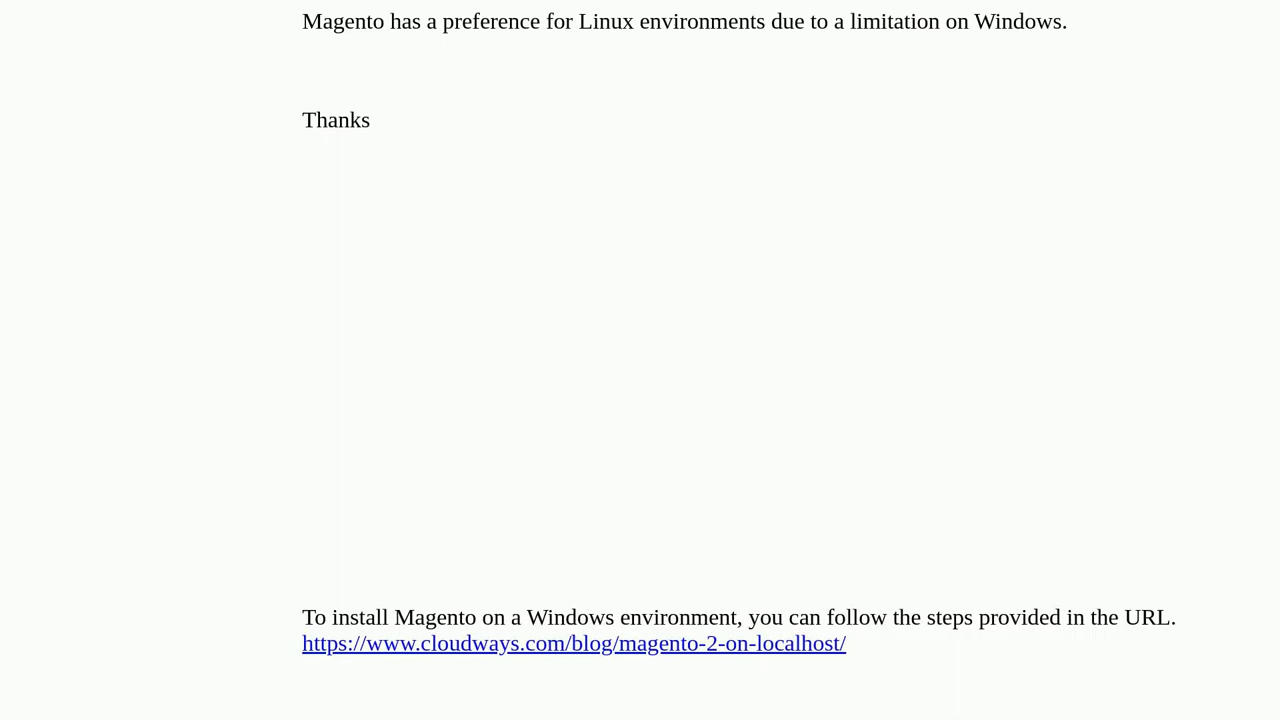 Magento has a preference for Linux environments due to a limitation on Windows.
Thanks
To install Magento on a Windows environment, you can follow the steps provided in the URL.
https://www.cloudways.com/blog/magento-2-on-localhost/